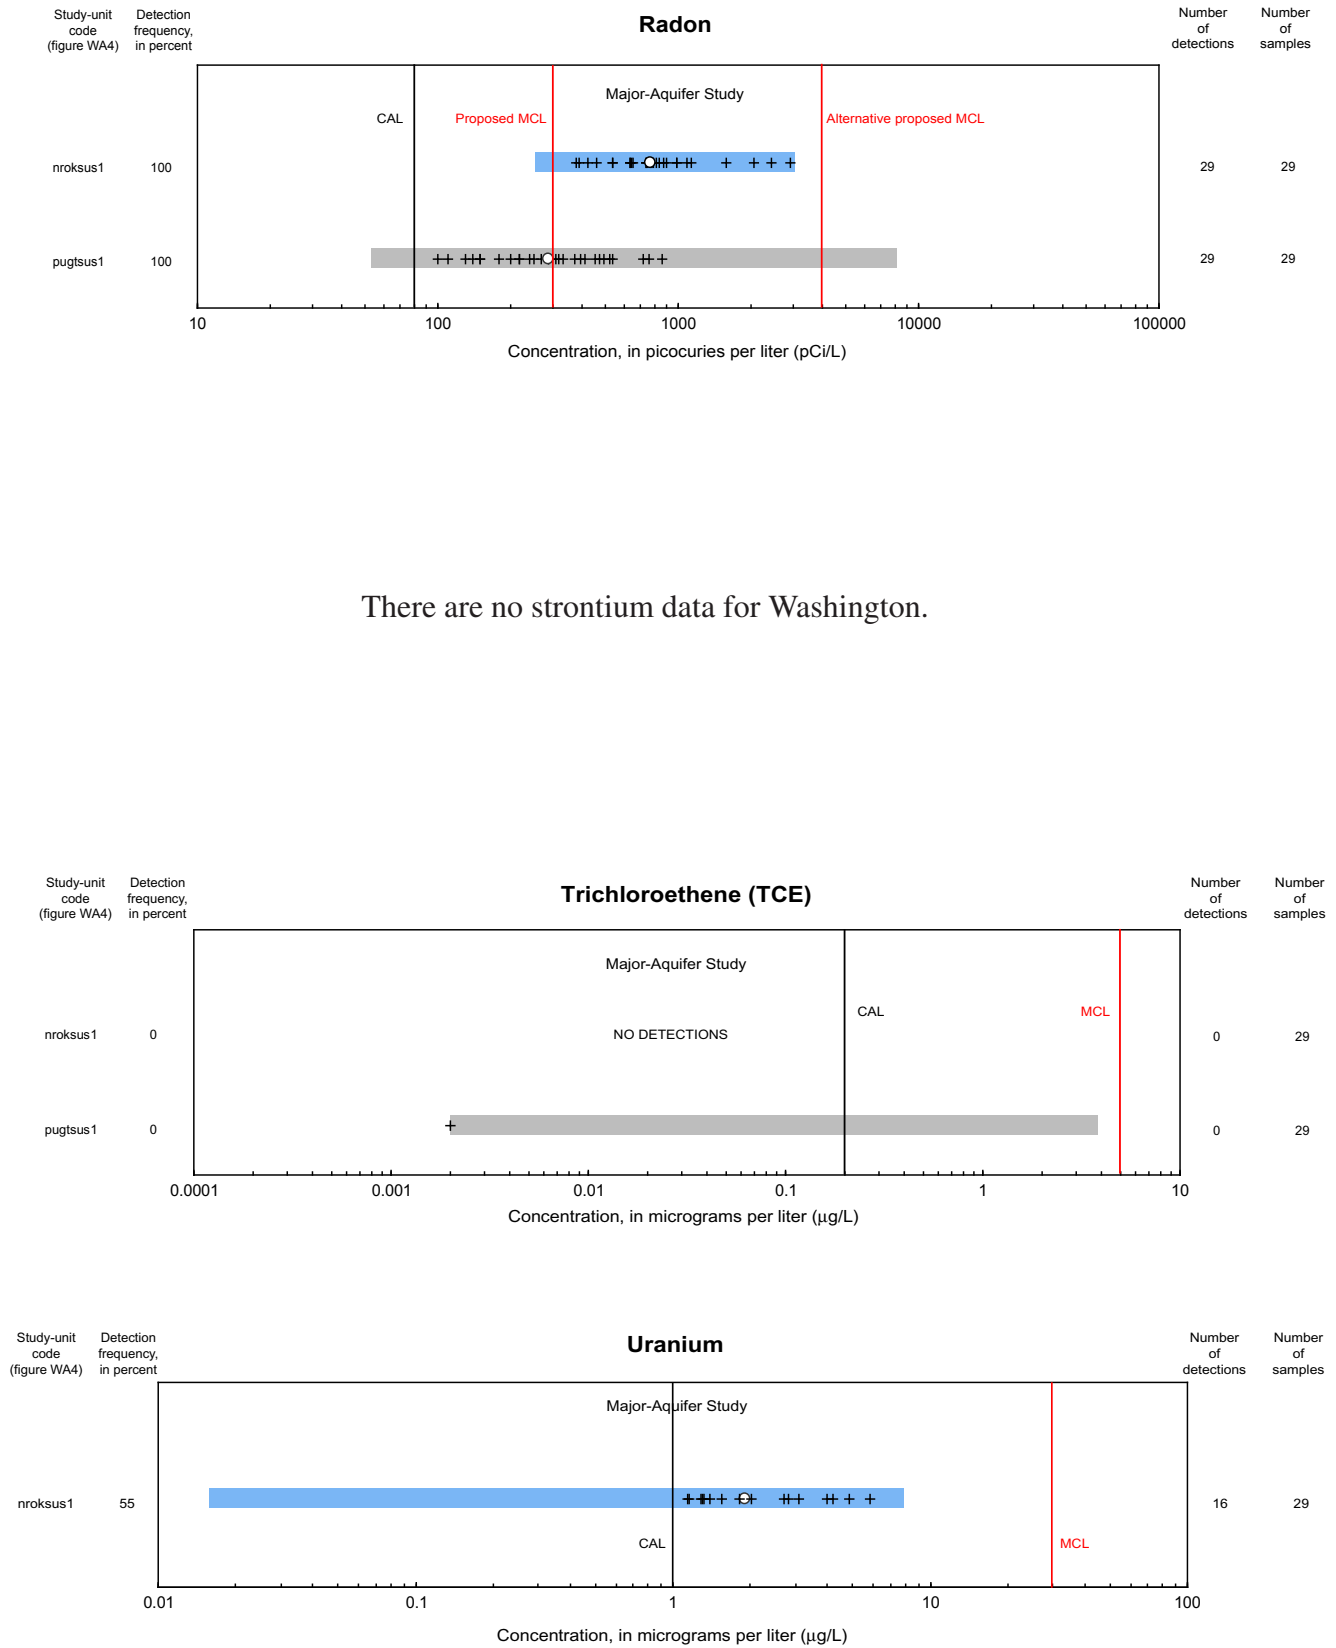 Study-unit
code
(figure WA4)
Detection
frequency,
in percent
Radon
Number
of
detections
Number
of
samples
Major-Aquifer Study
CAL
Proposed MCL
Alternative proposed MCL
nroksus1 100 29 29
pugtsus1 100 29 29
10 100 1000 10000 100000
Concentration, in picocuries per liter (pCi/L)
There are no strontium data for Washington.
Study-unit
code
(figure WA4)
Detection
frequency,
in percent
Trichloroethene (TCE)
Number
of
detections
Number
of
samples
Major-Aquifer Study
CAL
MCL
nroksus1 0 NO DETECTIONS 0 29
pugtsus1 0 0 29
0.0001 0.001 0.01 0.1 1 10
Concentration, in micrograms per liter (µg/L)
Study-unit
code
(figure WA4)
Detection
frequency,
in percent
Uranium
Number
of
detections
Number
of
samples
Major-Aquifer Study
nroksus1 55 16 29
CAL
MCL
0.01 0.1 1 10 100
Concentration, in micrograms per liter (µg/L)